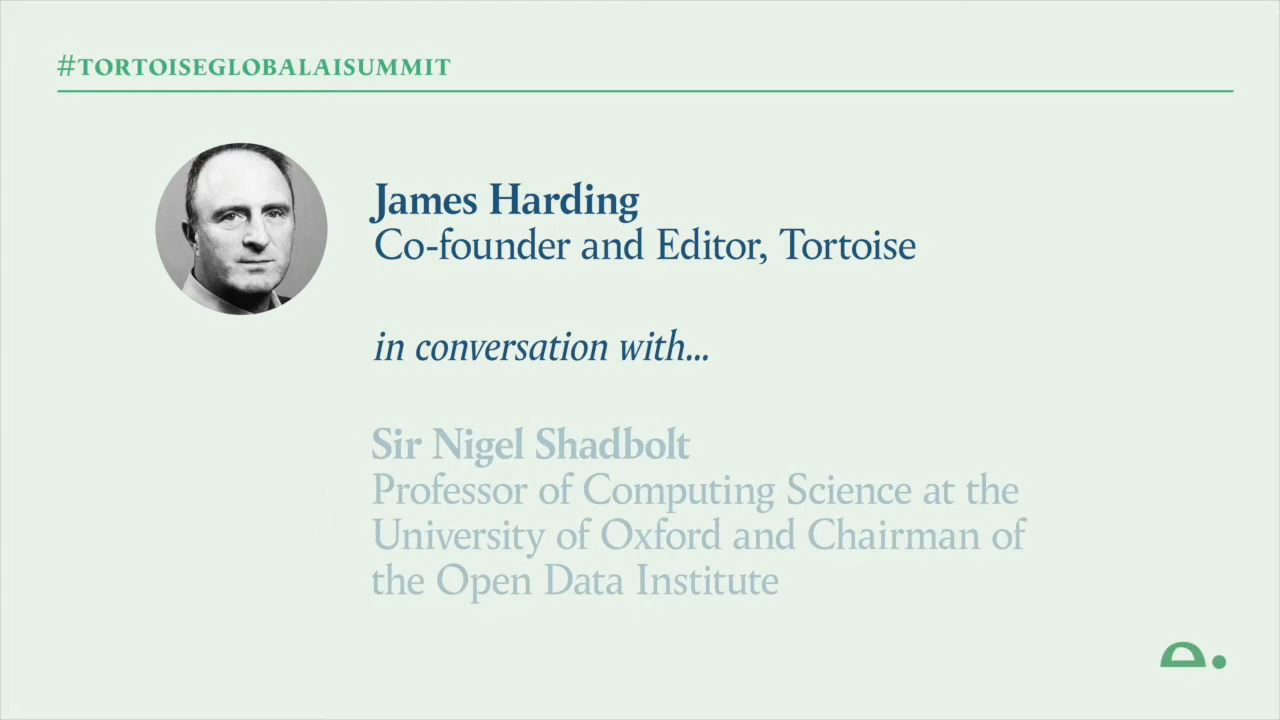 #TORTOISEGLOBALAISUMMIT
James Harding
Co-founder and Editor, Tortoise
in conversation with...
Sir Nigel Shadbolt
Professor of Computing Science at the
University of Oxford and Chairman of
the Open Data Institute